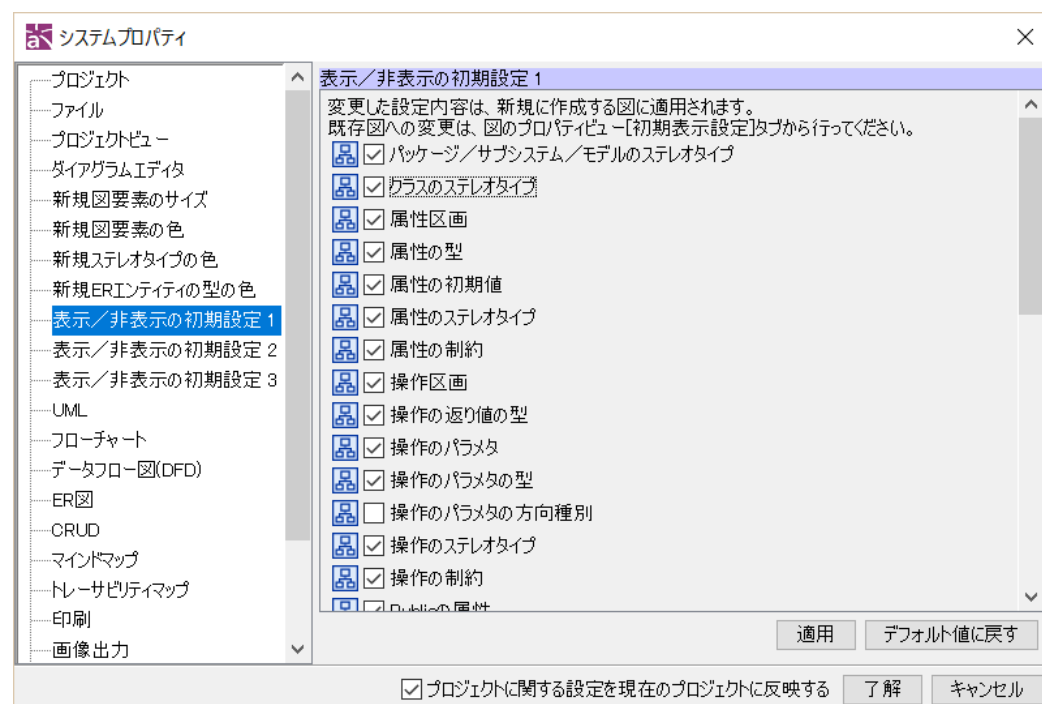 システムプロパティ
プロジェクト
ファイル
プロジェクトビュー
ダイアグラムエディタ
新規図要素のサイズ
新規図要素の色
新規ステレオタイプの色
新規ERエンティティの型の色
表示／非表示の初期設定 1
表示／非表示の初期設定 2
表示／非表示の初期設定 3
UML
フローチャート
データフロー図(DFD)
ER図
CRUD
マインドマップ
トレーサビリティマップ
印刷
画像出力
表示／非表示の初期設定 1
変更した設定内容は、新規に作成する図に適用されます。
既存図への変更は、図のプロパティビュー[初期表示設定]タブから行ってください。
パッケージ／サブシステム／モデルのステレオタイプ
クラスのステレオタイプ
属性区画
属性の型
属性の初期値
属性のステレオタイプ
属性の制約
操作区画
操作の返り値の型
操作のパラメタ
操作のパラメタの型
操作のパラメタの方向種別
操作のステレオタイプ
操作の制約
Publicの属性
適用
デフォルト値に戻す
プロジェクトに関する設定を現在のプロジェクトに反映する
了解
キャンセル